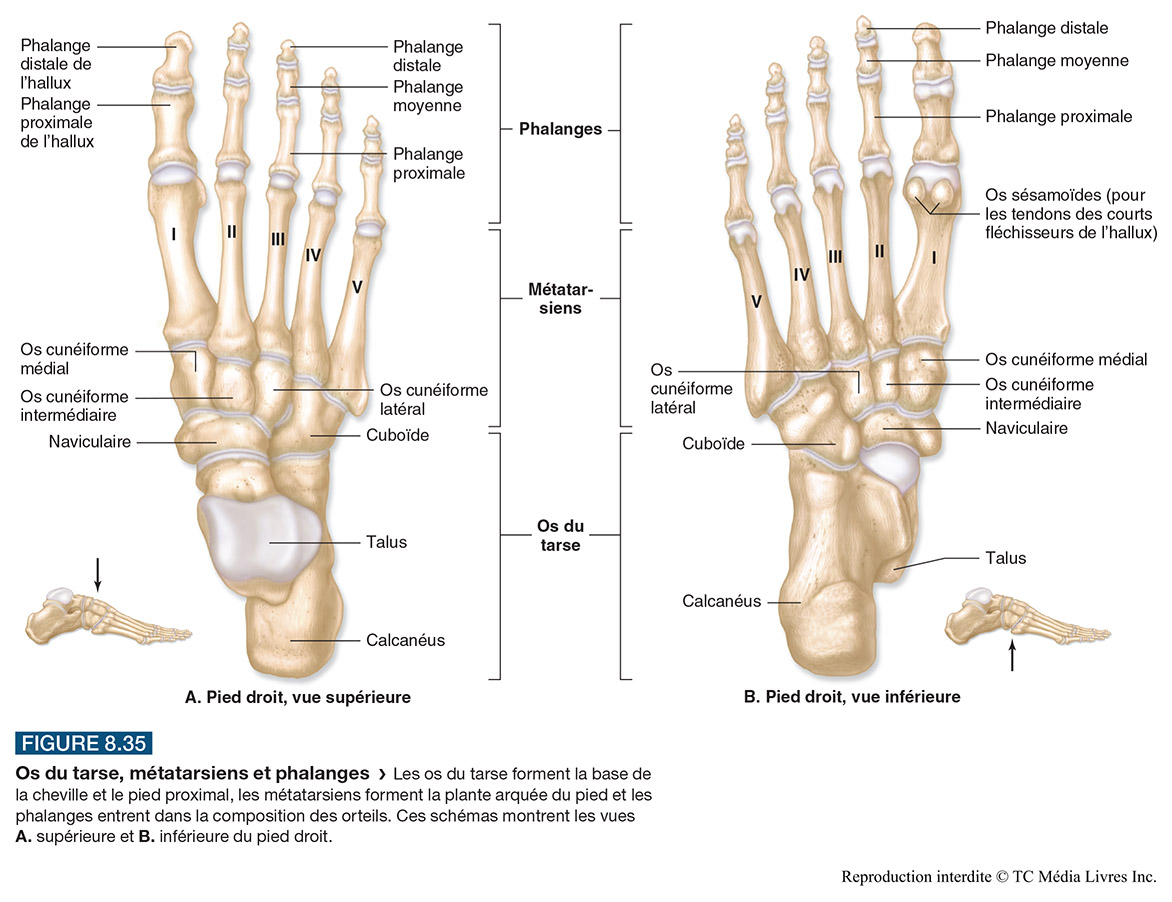 Phalange
distale de
l'hallux
Phalange
proximale
de l'hallux
Phalange
distale
Phalange
moyenne
Phalange
proximale
I
II
III
IV
V
Os cunéiforme
médial
Os cunéiforme
intermédiaire
Naviculaire
Os cunéiforme
latéral
Cuboïde
Talus
Calcanéus
A. Pied droit, vue supérieure
Phalanges
Métatar-
siens
Os du
tarse
Phalange distale
Phalange moyenne
Phalange proximale
Os sésamoïdes (pour
les tendons des courts
fléchisseurs de l'hallux)
V
IV
III
II
I
Os
cunéiforme
latéral
Cuboïde
Os cunéiforme médial
Os cunéiforme
intermédiaire
Naviculaire
Talus
Calcanéus
B. Pied droit, vue inférieure
FIGURE 8.35
Os du tarse, métatarsiens et phalanges › Les os du tarse forment la base de
la cheville et le pied proximal, les métatarsiens forment la plante arquée du pied et les
phalanges entrent dans la composition des orteils. Ces schémas montrent les vues
A. supérieure et B. inférieure du pied droit.
Reproduction interdite © TC Média Livres Inc.